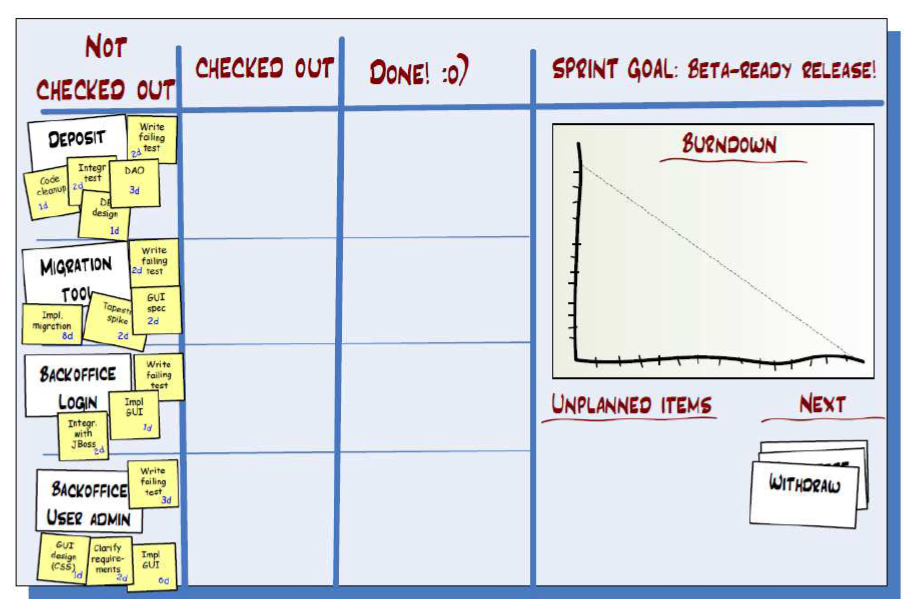 NOT
CHECKED OUT
CHECKED OUT
DONE! :o)
SPRINT GOAL: BETA-READY RELEASE!
DEPOSIT
Write
failing
test
2d
Code
cleanup
1d
Integr
test
2d
DAO
3d
DB
design
1d
MIGRATION
TOOL
Write
failing
test
2d
Impl.
migration
8d
Tapestr
spike
2d
GUI
spec
2d
BACKOFFICE
LOGIN
Write
failing
test
Integr.
with
JBoss
2d
Impl
GUI
1d
BACKOFFICE
USER ADMIN
Write
failing
test
3d
GUI
design
(CSS)
1d
Clarify
require-
ments
2d
Impl
GUI
6d
BURNDOWN
UNPLANNED ITEMS
NEXT
WITHDRAW